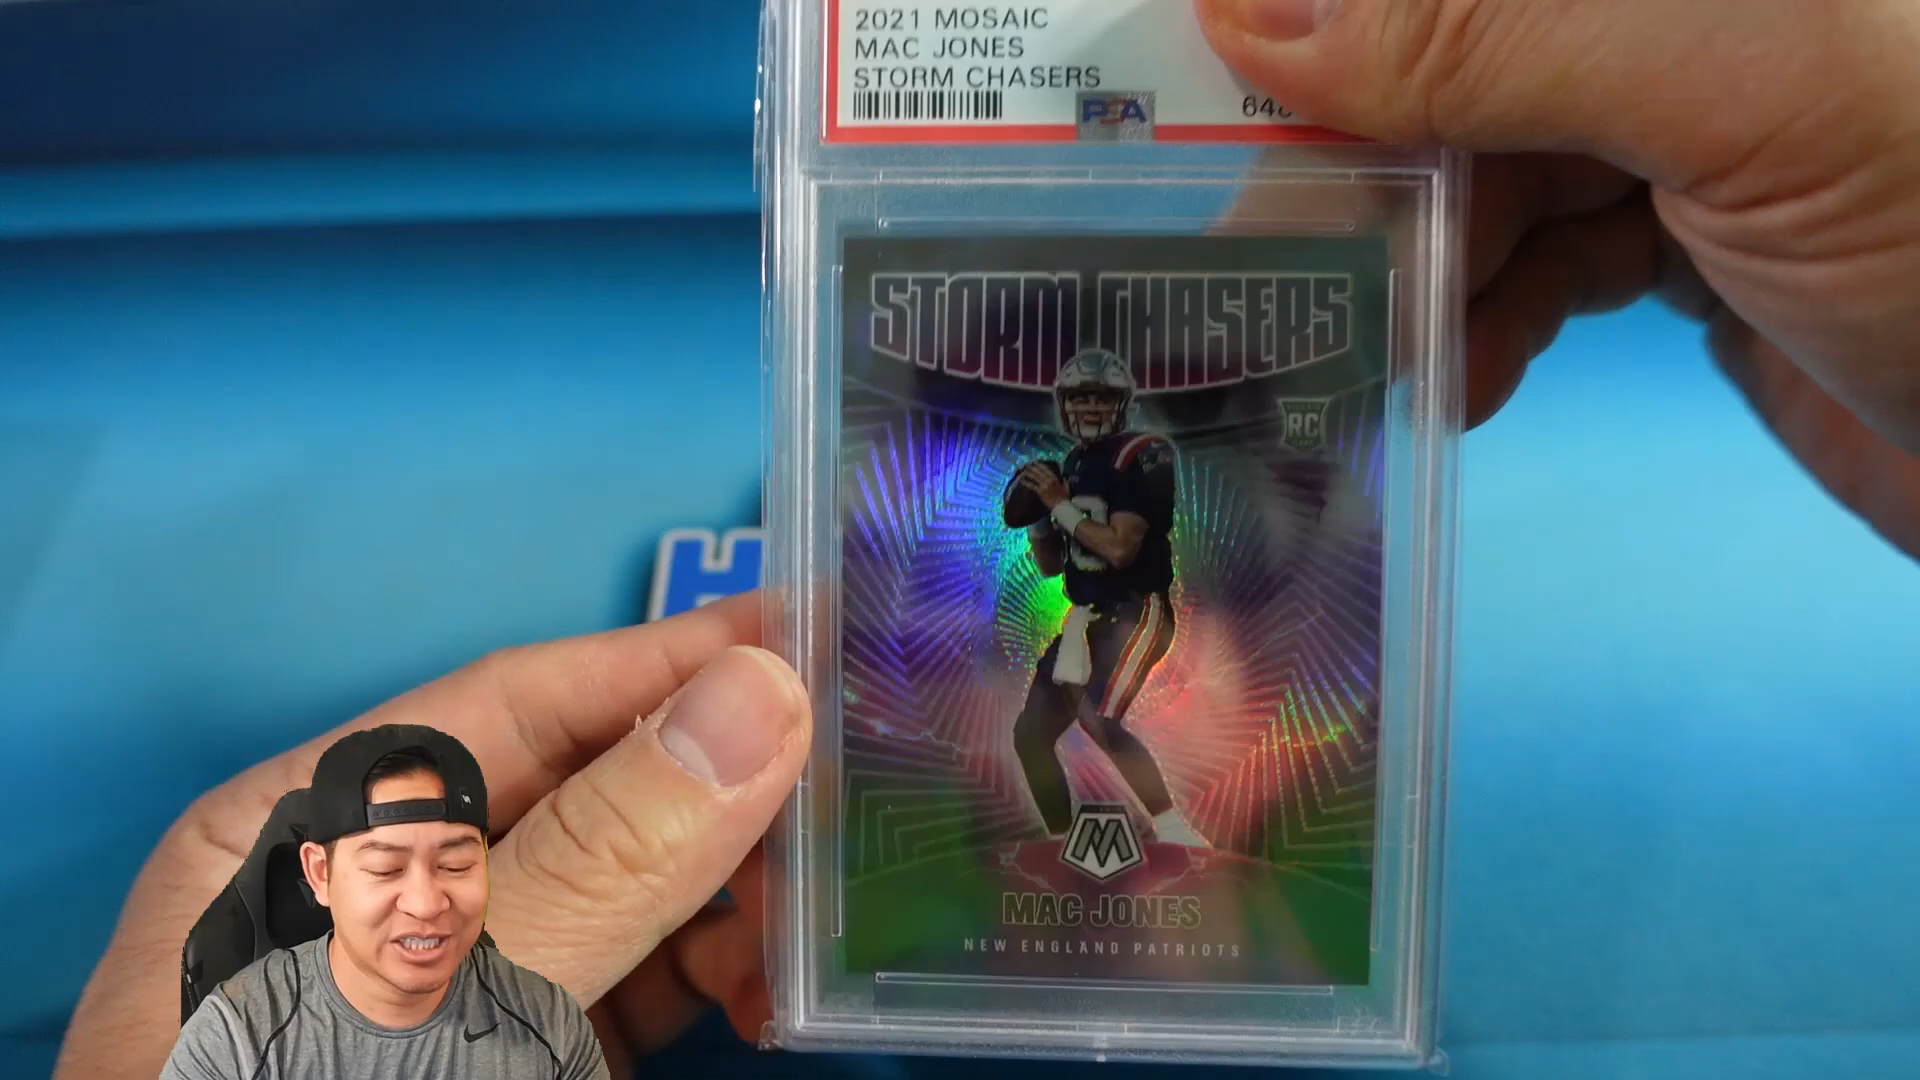 2021 MOSAIC
MAC JONES
STORM CHASERS
PSA
STORM CHASERS
RC
MAC JONES
NEW ENGLAND PATRIOTS